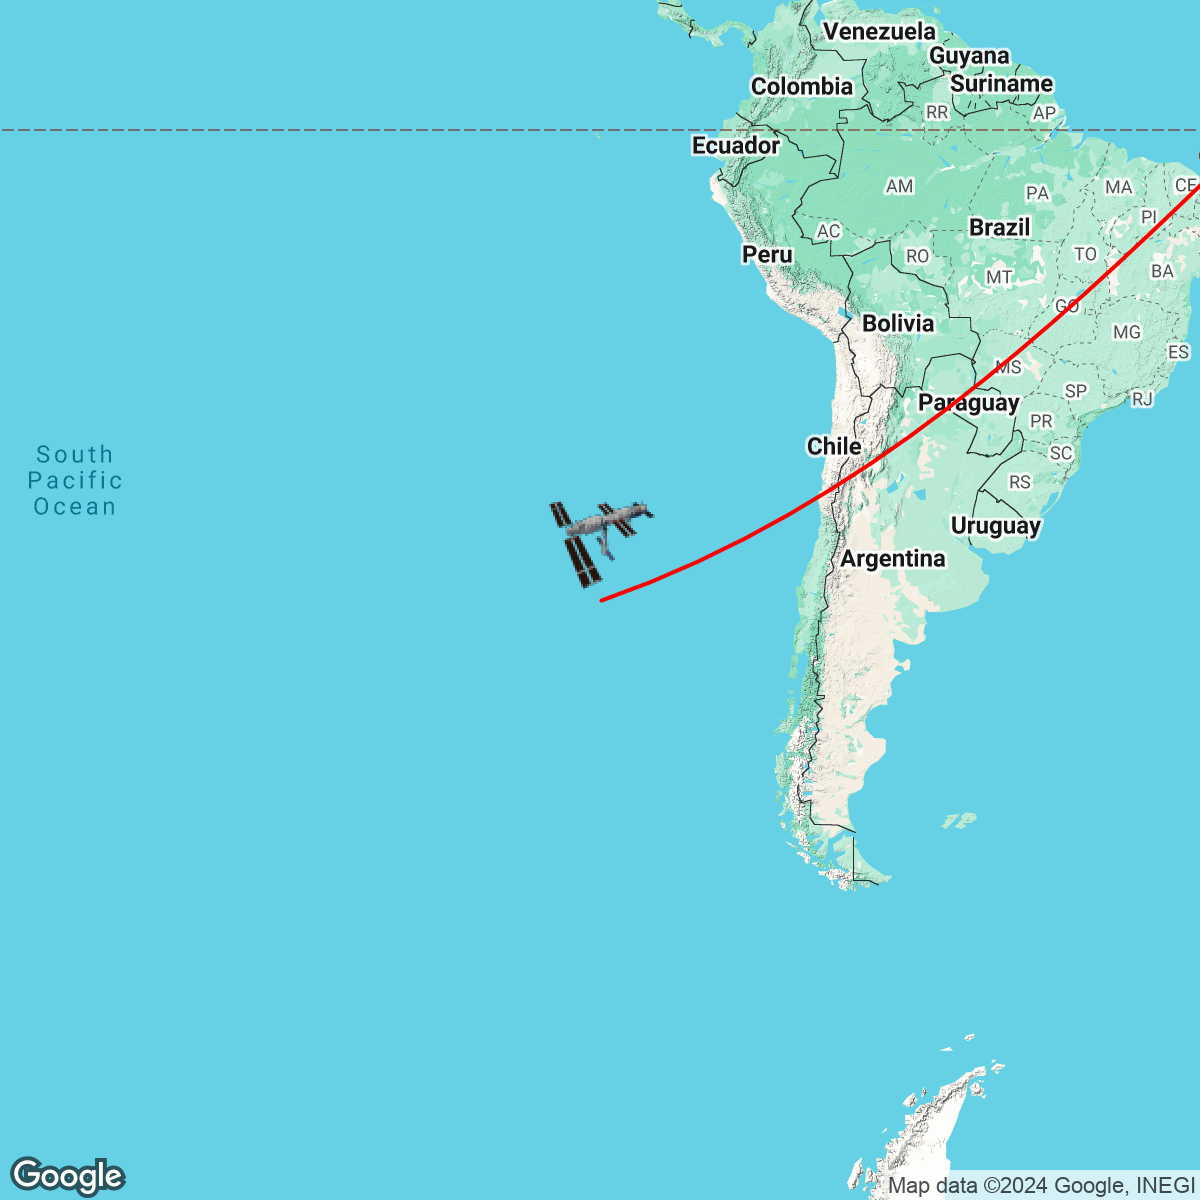 Venezuela
Guyana
Colombia
Suriname
RR
AP
Ecuador
AM
PA
MA
CE
PI
AC
Brazil
Peru
RO
TO
MT
BA
GO
Bolivia
MG
ES
MS
SP
RJ
Paraguay
PR
Chile
SC
South
Pacific
Ocean
RS
Uruguay
Argentina
Google
Map data ©2024 Google, INEGI